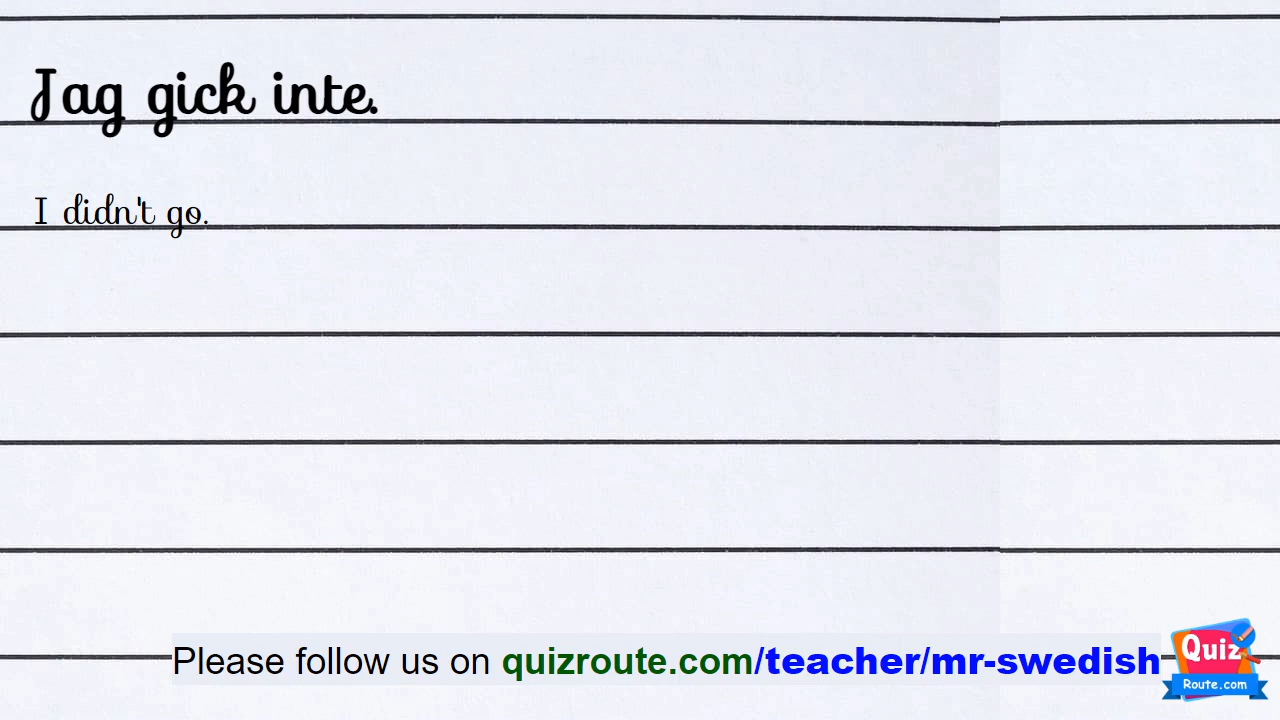 Jag gick inte.
I didn't go.
Please follow us on quizroute.com/teacher/mr-swedish
Quiz
Route.com